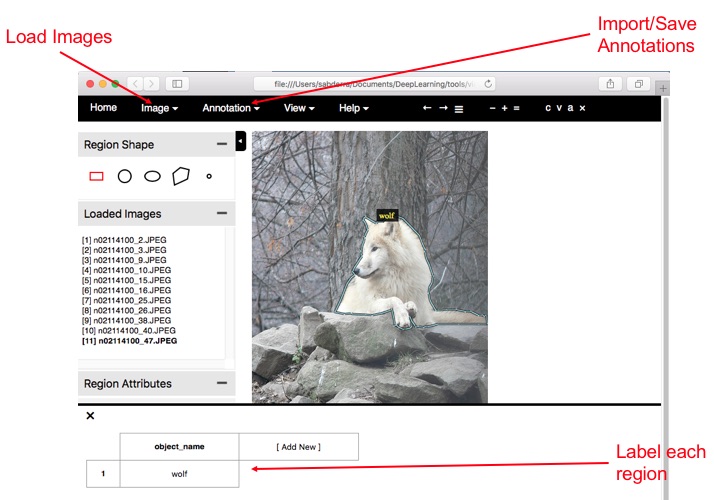 Load Images
Import/Save
Annotations
file:///Users/sabderra/Documents/DeepLearning/tools/vi
Home Image Annotation View Help ← → ≡ − + = c v a ×
Region Shape
Loaded Images
[1] n02114100_2.JPEG
[2] n02114100_3.JPEG
[3] n02114100_9.JPEG
[4] n02114100_10.JPEG
[5] n02114100_15.JPEG
[6] n02114100_16.JPEG
[7] n02114100_25.JPEG
[8] n02114100_26.JPEG
[9] n02114100_38.JPEG
[10] n02114100_40.JPEG
[11] n02114100_47.JPEG
wolf
Region Attributes
×
object_name [ Add New ]
1 wolf
Label each
region